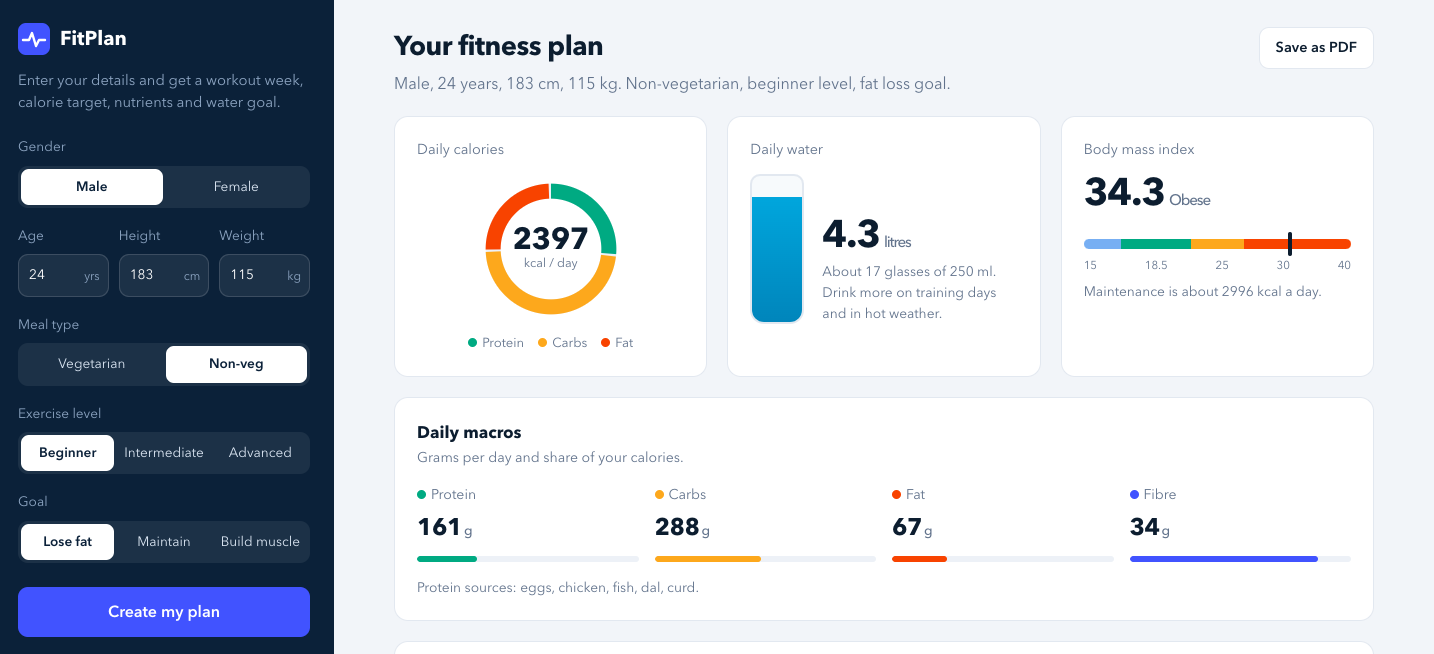 FitPlan
Enter your details and get a workout week,
calorie target, nutrients and water goal.
Gender
Male Female
Age Height Weight
24 yrs 183 cm 115 kg
Meal type
Vegetarian Non-veg
Exercise level
Beginner Intermediate Advanced
Goal
Lose fat Maintain Build muscle
Create my plan
Your fitness plan
Save as PDF
Male, 24 years, 183 cm, 115 kg. Non-vegetarian, beginner level, fat loss goal.
Daily calories
2397
kcal / day
Protein Carbs Fat
Daily water
4.3 litres
About 17 glasses of 250 ml.
Drink more on training days
and in hot weather.
Body mass index
34.3 Obese
15 18.5 25 30 40
Maintenance is about 2996 kcal a day.
Daily macros
Grams per day and share of your calories.
Protein Carbs Fat Fibre
161 g 288 g 67 g 34 g
Protein sources: eggs, chicken, fish, dal, curd.